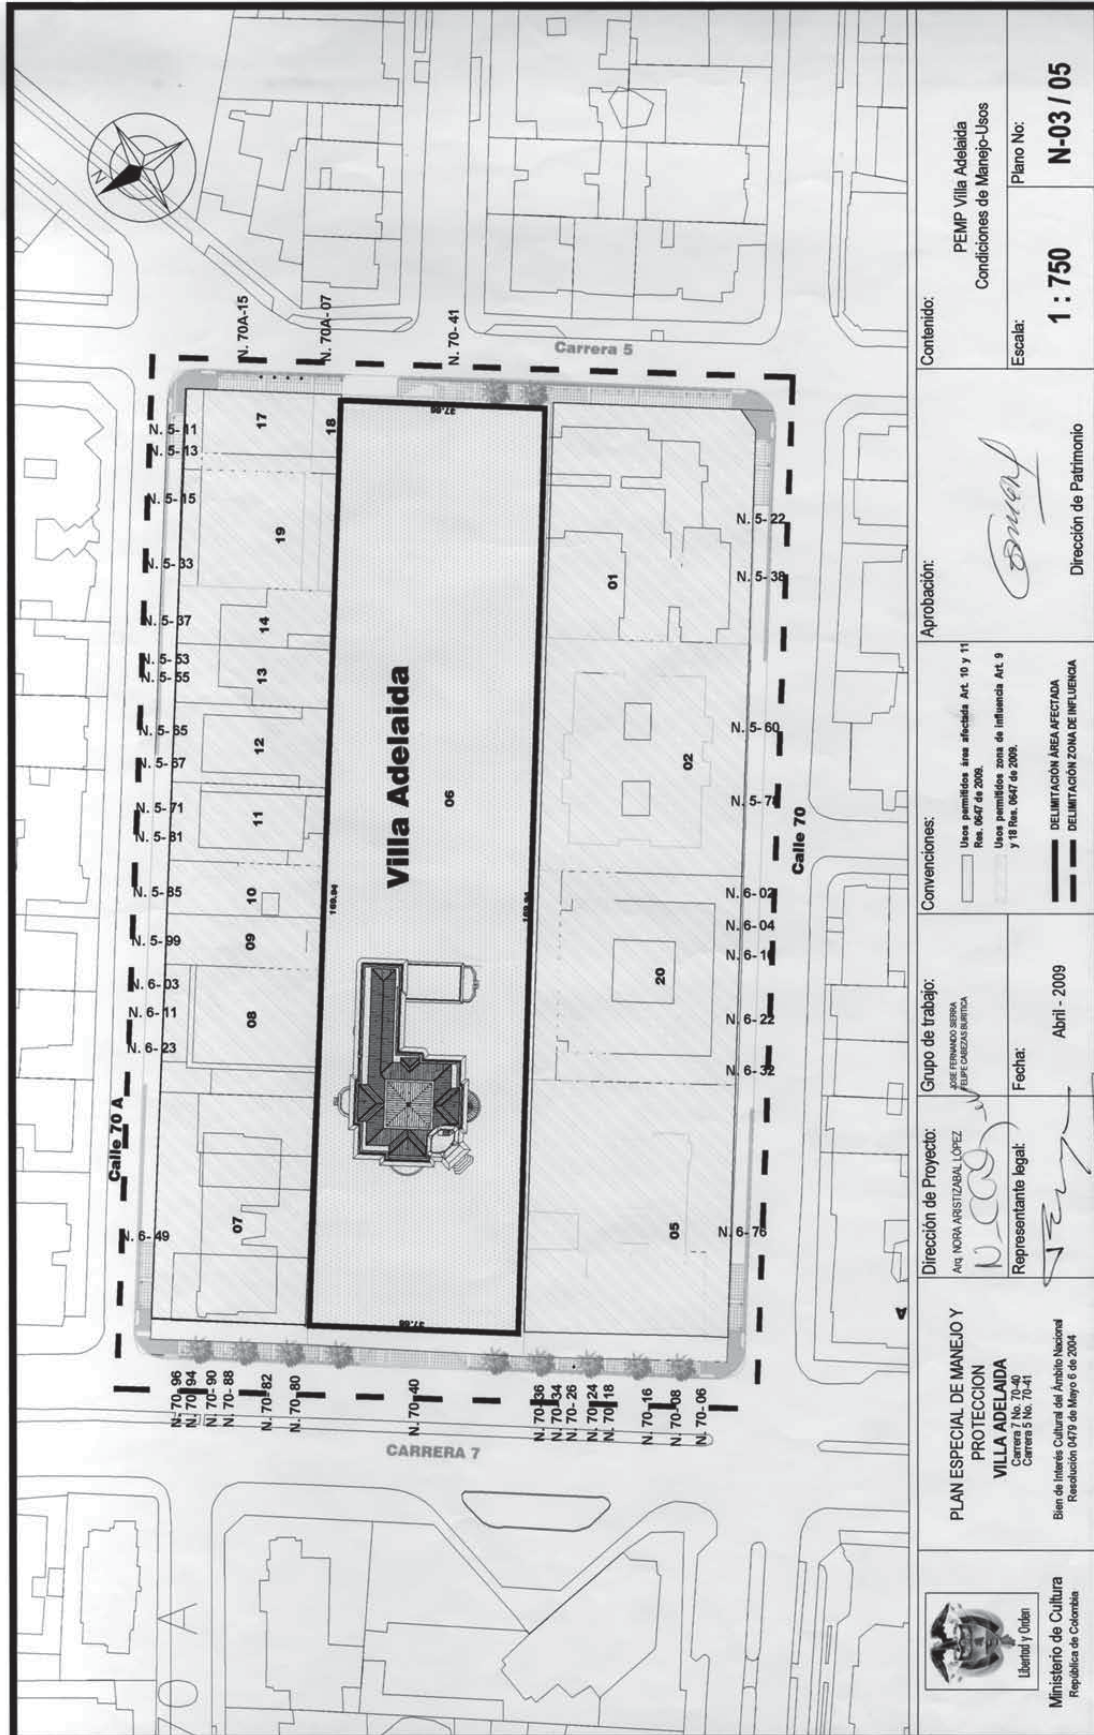 N
N. 70A-15
N. 70A-07
N. 70-41
Carrera 5
N. 5-11
N. 5-13
N. 5-15
N. 5-33
N. 5-37
N. 5-53
N. 5-55
N. 5-65
N. 5-67
N. 5-71
N. 5-81
N. 5-85
N. 5-99
N. 6-03
N. 6-11
N. 6-23
Calle 70 A
N. 6-49
17
18
19
14
13
12
11
10
09
08
07
37.66
169.94
Villa Adelaida
06
169.94
37.66
01
02
20
05
N. 5-22
N. 5-38
N. 5-60
Calle 70
N. 6-02
N. 6-04
N. 6-22
N. 6-32
N. 6-76
A
N. 70-96
N. 70-94
N. 70-90
N. 70-88
N. 70-82
N. 70-80
N. 70-40
N. 70-36
N. 70-34
N. 70-26
N. 70-24
N. 70-18
N. 70-16
N. 70-08
N. 70-06
CARRERA 7
70 A
Libertad y Orden
Ministerio de Cultura
República de Colombia
PLAN ESPECIAL DE MANEJO Y
PROTECCION
VILLA ADELAIDA
Carrera 7 No. 70-40
Carrera 5 No. 70-41
Bien de Interés Cultural del Ámbito Nacional
Resolución 0479 de Mayo 6 de 2004
Dirección de Proyecto:
Arq. NORA ARISTIZABAL LÓPEZ
Representante legal:
Grupo de trabajo:
JOSE FERNANDO SIERRA
FELIPE CABEZAS BURITICA
Fecha:
Abril - 2009
Convenciones:
Usos permitidos área afectada Art. 10 y 11
Res. 0647 de 2009.
Usos permitidos zona de influencia Art. 9
y 18 Res. 0647 de 2009.
DELIMITACIÓN ÁREA AFECTADA
DELIMITACIÓN ZONA DE INFLUENCIA
Aprobación:
Dirección de Patrimonio
Contenido:
PEMP Villa Adelaida
Condiciones de Manejo-Usos
Escala:
1 : 750
Plano No:
N-03 / 05